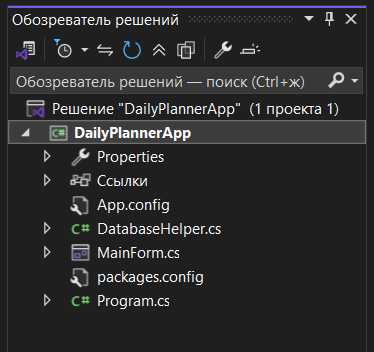 Обозреватель решений
Обозреватель решений — поиск (Ctrl+ж)
Решение "DailyPlannerApp" (1 проекта 1)
C# DailyPlannerApp
Properties
Ссылки
App.config
C# DatabaseHelper.cs
MainForm.cs
packages.config
C# Program.cs